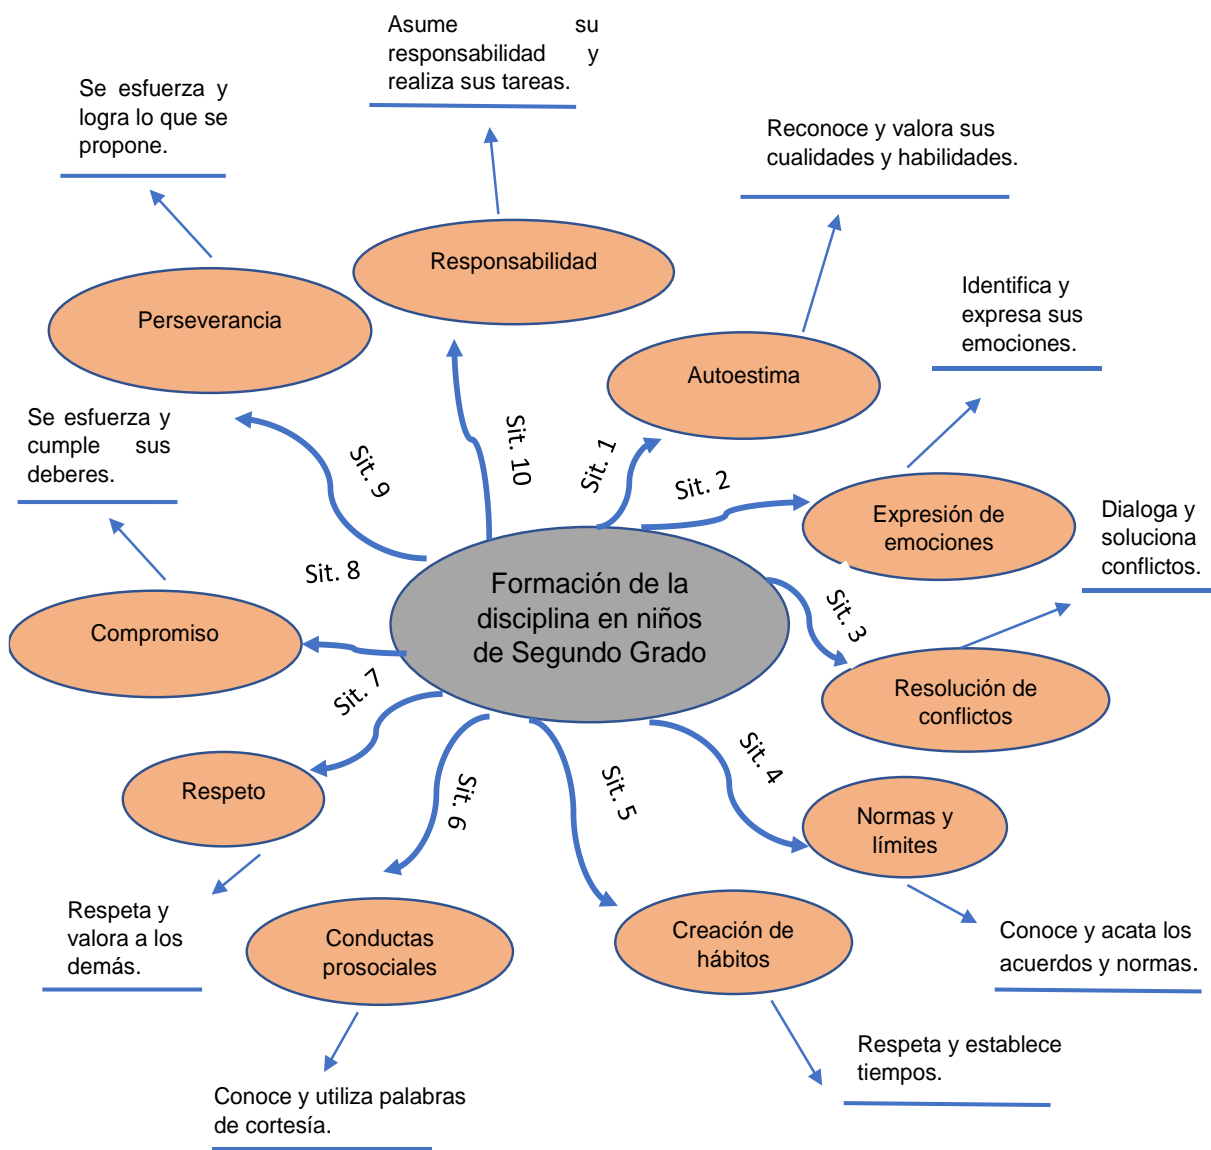 Asume su
responsabilidad y
realiza sus tareas.
Se esfuerza y
logra lo que se
propone.
Reconoce y valora sus
cualidades y habilidades.
Responsabilidad
Perseverancia
Identifica y
expresa sus
emociones.
Autoestima
Se esfuerza y
cumple sus
deberes.
Sit. 9
Sit. 10
Sit. 1
Sit. 2
Expresión de
emociones
Dialoga y
soluciona
conflictos.
Sit. 8
Formación de la
disciplina en niños
de Segundo Grado
Sit. 3
Compromiso
Resolución de
conflictos
Sit. 7
Sit. 4
Respeto
Sit. 6
Sit. 5
Normas y
límites
Respeta y
valora a los
demás.
Conductas
prosociales
Creación de
hábitos
Conoce y acata los
acuerdos y normas.
Respeta y establece
tiempos.
Conoce y utiliza palabras
de cortesía.